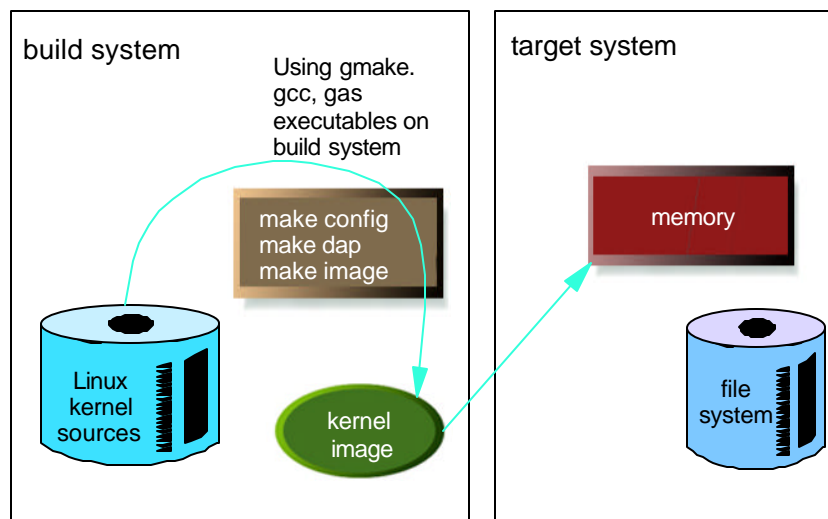 build system
Using gmake.
gcc, gas
executables on
build system
make config
make dap
make image
Linux
kernel
sources
kernel
image
target system
memory
file
system